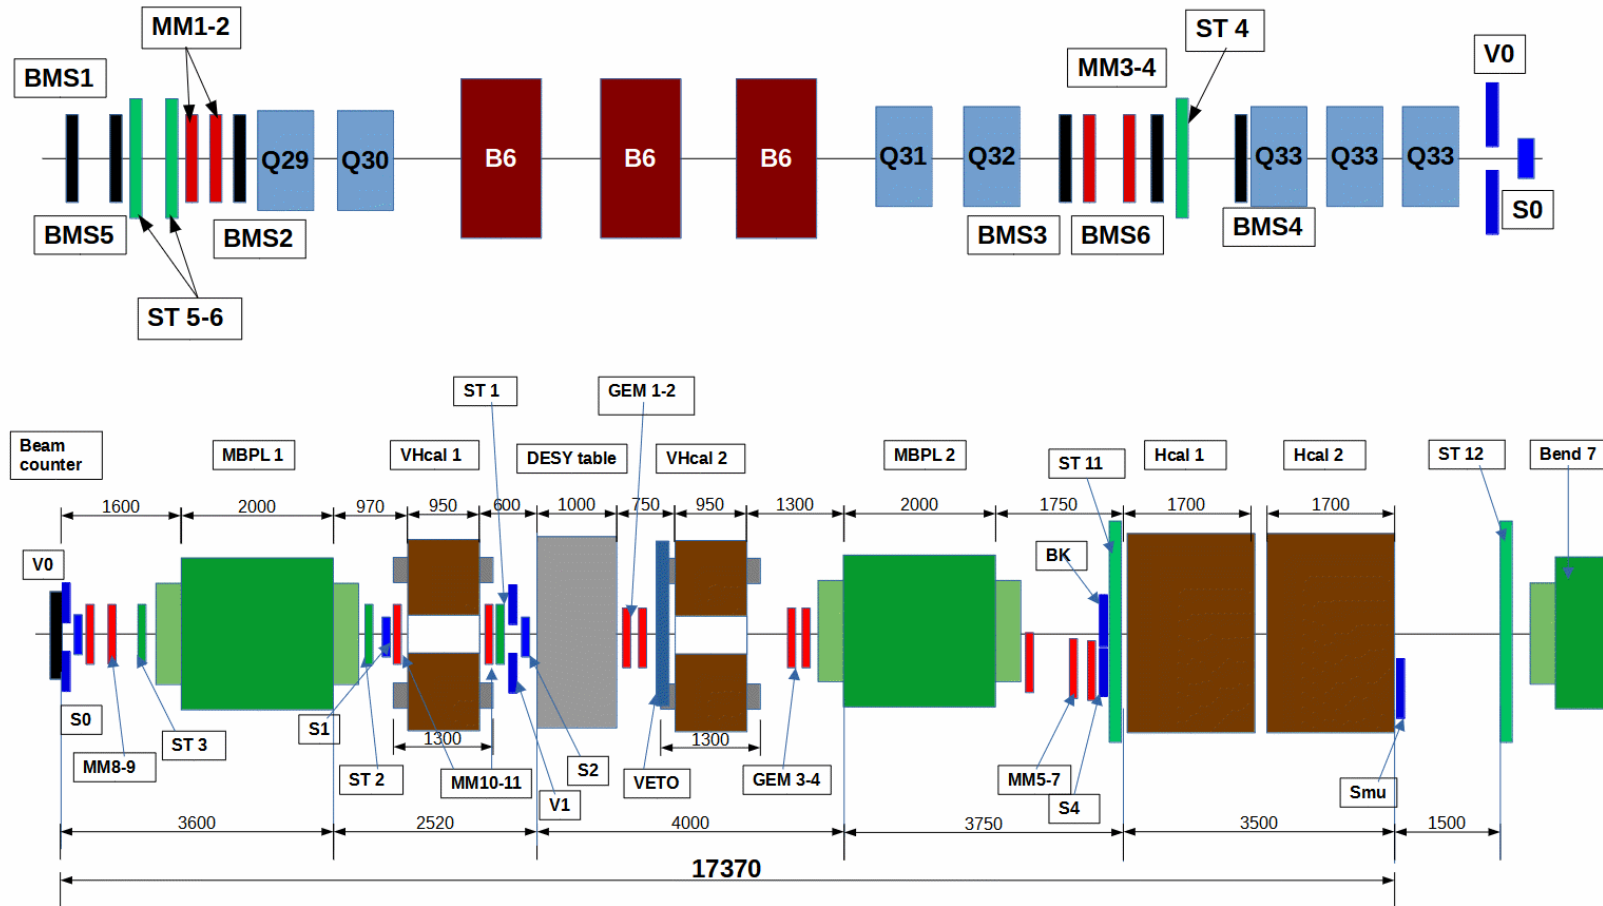 MM1-2
ST 4
BMS1
MM3-4
V0
Q29
Q30
B6
B6
B6
Q31
Q32
Q33
Q33
Q33
BMS5
BMS2
BMS3
BMS6
BMS4
S0
ST 5-6
ST 1
GEM 1-2
Beam
counter
MBPL 1
VHcal 1
DESY table
VHcal 2
MBPL 2
ST 11
Hcal 1
Hcal 2
ST 12
Bend 7
1600
2000
970
950
600
1000
750
950
1300
2000
1750
1700
1700
V0
BK
S0
MM8-9
ST 3
S1
ST 2
1300
MM10-11
V1
S2
VETO
1300
GEM 3-4
MM5-7
S4
Smu
3600
2520
4000
3750
3500
1500
17370